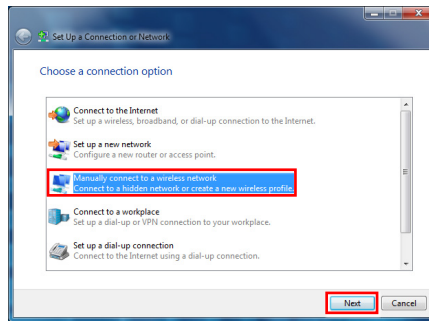 Set Up a Connection or Network
Choose a connection option
Connect to the Internet
Set up a wireless, broadband, or dial-up connection to the Internet.
Set up a new network
Configure a new router or access point.
Manually connect to a wireless network
Connect to a hidden network or create a new wireless profile.
Connect to a workplace
Set up a dial-up or VPN connection to your workplace.
Set up a dial-up connection
Connect to the Internet using a dial-up connection.
Next Cancel